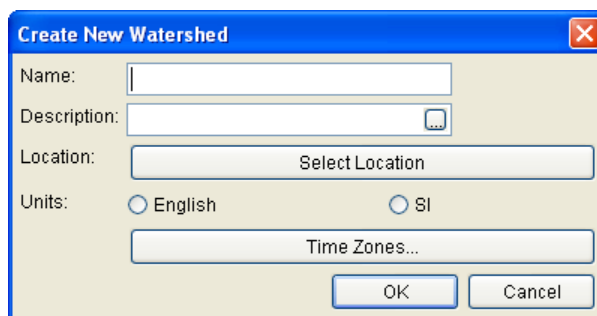 Create New Watershed
Name:
Description:
...
Location:
Select Location
Units:
English
SI
Time Zones...
OK
Cancel